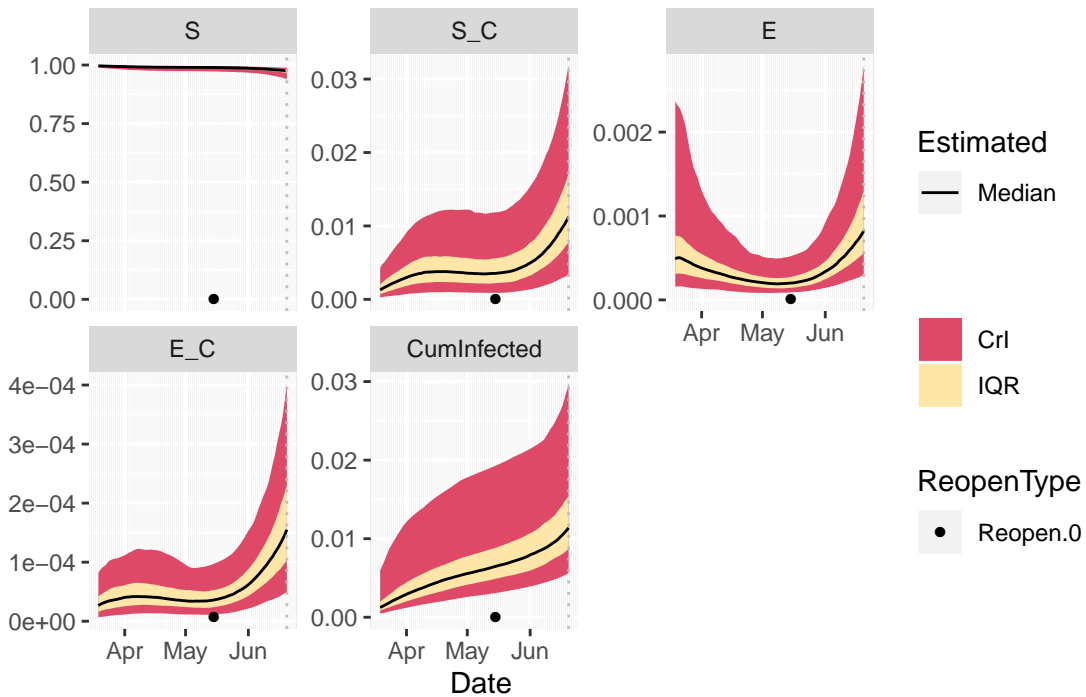 S
S_C
E
1.00
0.75
0.50
0.25
0.00
0.03
0.02
0.01
0.00
0.002
0.001
0.000
Apr May Jun
E_C
CumInfected
4e−04
3e−04
2e−04
1e−04
0e+00
0.03
0.02
0.01
0.00
Apr May Jun
Apr May Jun
Date
Estimated
Median
CrI
IQR
ReopenType
Reopen.0